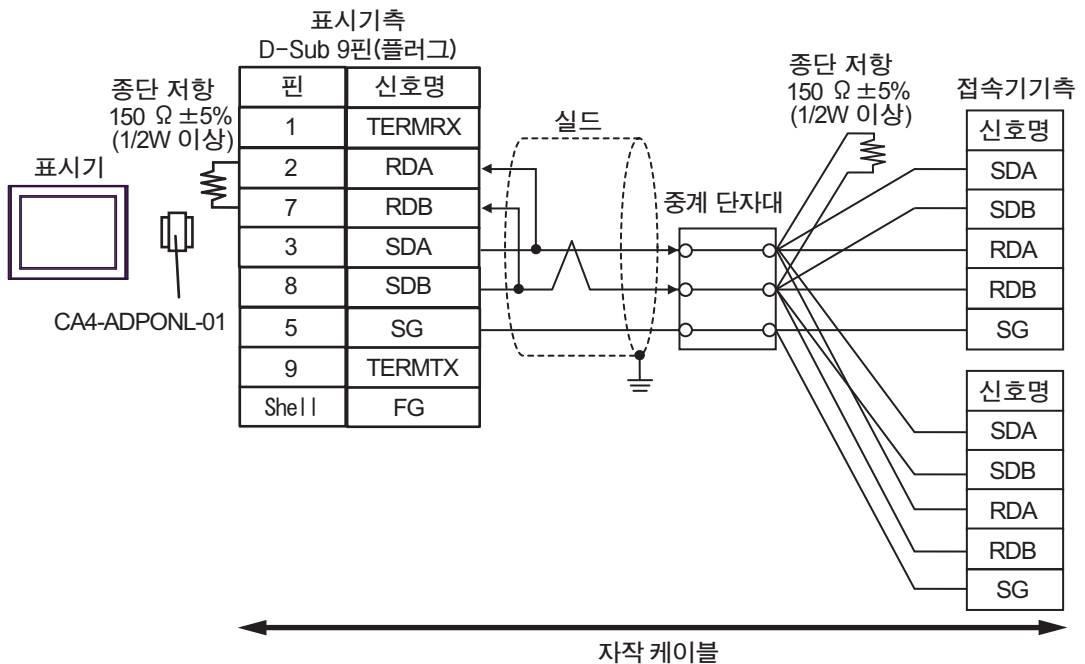 표시기측
D-Sub 9핀(플러그)
종단 저항
150 Ω ±5%
(1/2W 이상)
표시기
CA4-ADPONL-01
핀 신호명
1 TERMRX
2 RDA
7 RDB
3 SDA
8 SDB
5 SG
9 TERMTX
Shell FG
실드
중계 단자대
종단 저항
150 Ω ±5%
(1/2W 이상)
접속기기측
신호명
SDA
SDB
RDA
RDB
SG
신호명
SDA
SDB
RDA
RDB
SG
자작 케이블